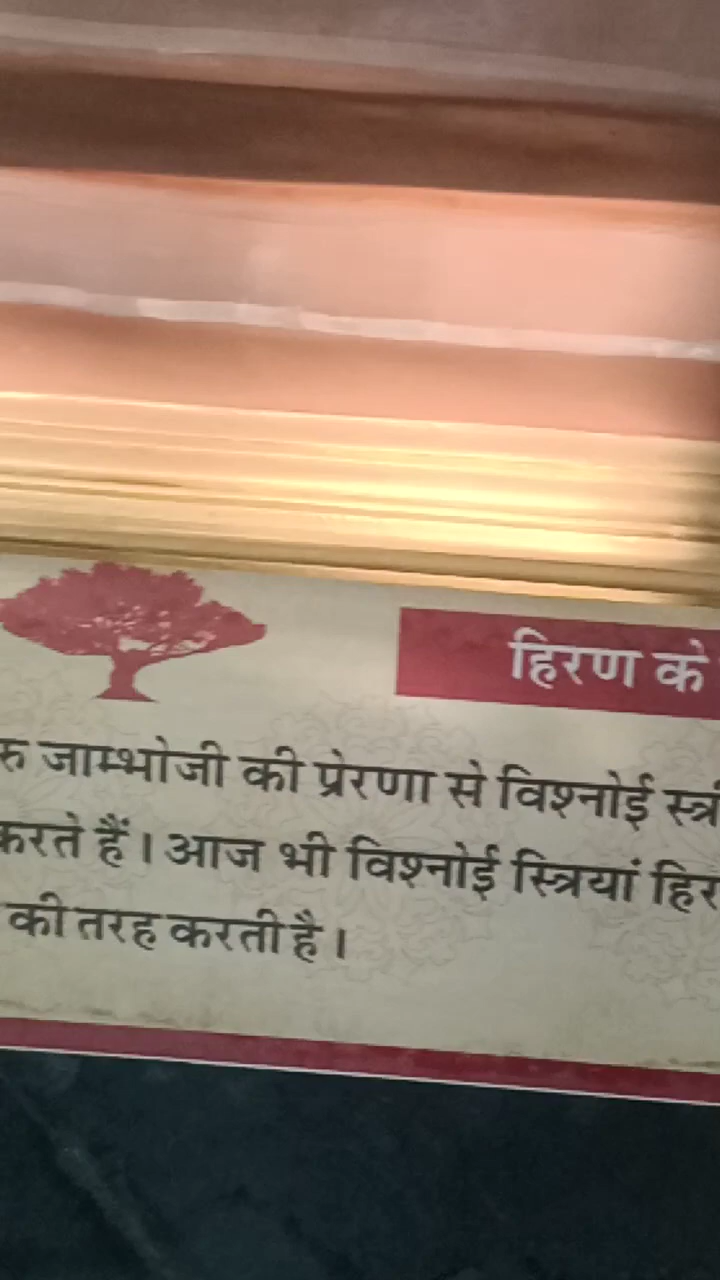 हिरण के
जाम्भोजी की प्रेरणा से विश्नोई
करते हैं। आज भी विश्नोई स्त्रियां
की तरह करती है।